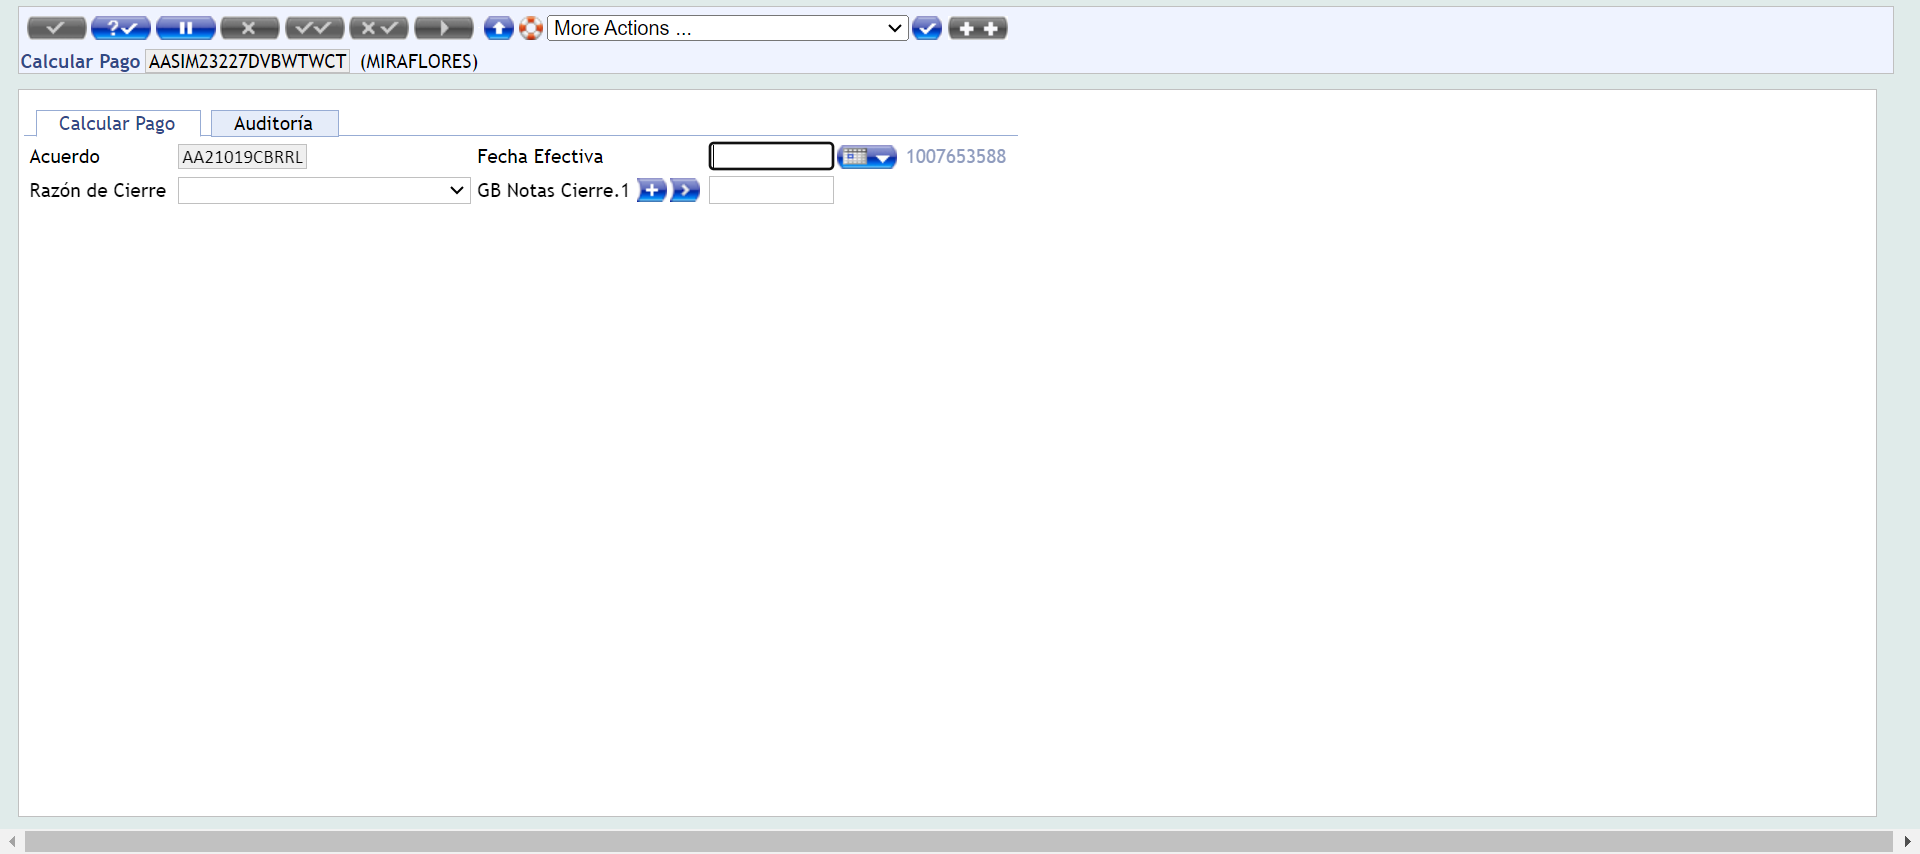 More Actions ...
Calcular Pago AASIM23227DVBWTWCT (MIRAFLORES)
Calcular Pago Auditoría
Acuerdo AA21019CBRRL Fecha Efectiva 1007653588
Razón de Cierre GB Notas Cierre.1